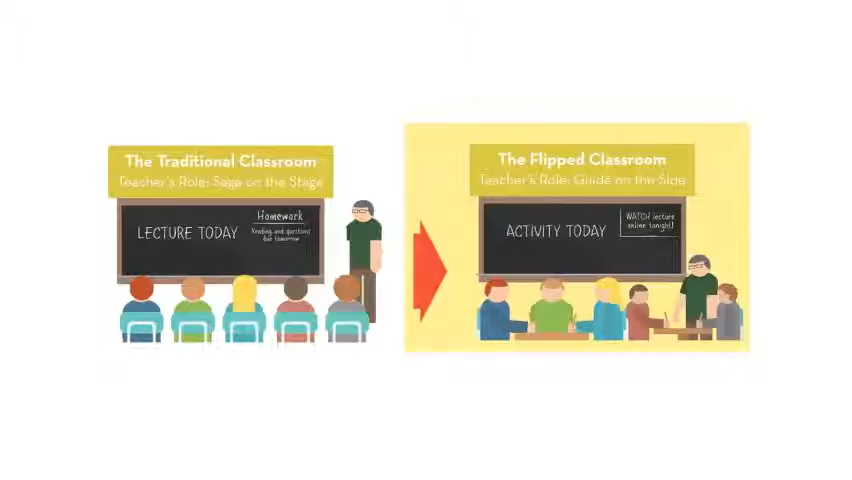 The Traditional Classroom
Teacher's Role: Sage on the Stage
LECTURE TODAY
Homework
Reading and questions
due tomorrow
The Flipped Classroom
Teacher's Role: Guide on the Side
ACTIVITY TODAY
WATCH lecture
online tonight!